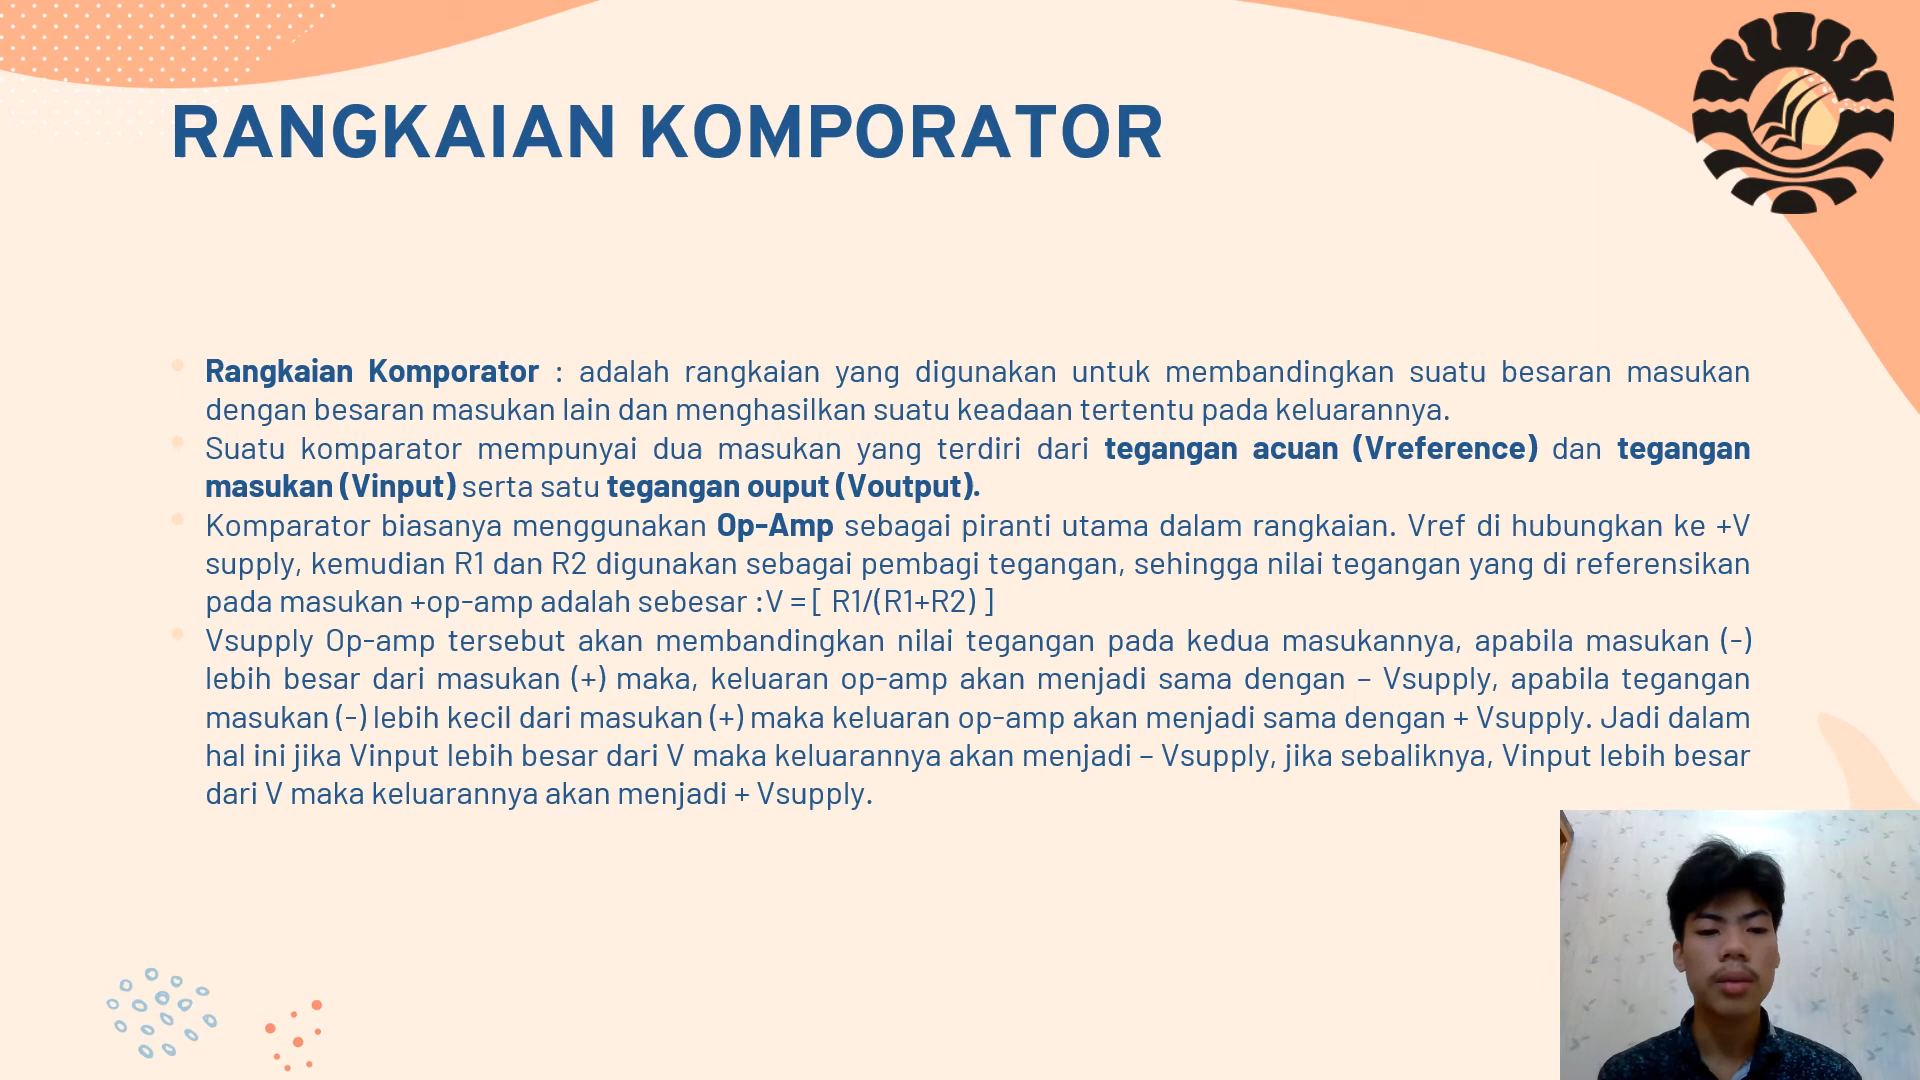 RANGKAIAN KOMPORATOR
Rangkaian Komporator : adalah rangkaian yang digunakan untuk membandingkan suatu besaran masukan
dengan besaran masukan lain dan menghasilkan suatu keadaan tertentu pada keluarannya.
Suatu komparator mempunyai dua masukan yang terdiri dari tegangan acuan (Vreference) dan tegangan
masukan (Vinput) serta satu tegangan ouput (Voutput).
Komparator biasanya menggunakan Op-Amp sebagai piranti utama dalam rangkaian. Vref di hubungkan ke +V
supply, kemudian R1 dan R2 digunakan sebagai pembagi tegangan, sehingga nilai tegangan yang di referensikan
pada masukan +op-amp adalah sebesar :V = [ R1/(R1+R2) ]
Vsupply Op-amp tersebut akan membandingkan nilai tegangan pada kedua masukannya, apabila masukan (-)
lebih besar dari masukan (+) maka, keluaran op-amp akan menjadi sama dengan – Vsupply, apabila tegangan
masukan (-) lebih kecil dari masukan (+) maka keluaran op-amp akan menjadi sama dengan + Vsupply. Jadi dalam
hal ini jika Vinput lebih besar dari V maka keluarannya akan menjadi – Vsupply, jika sebaliknya, Vinput lebih besar
dari V maka keluarannya akan menjadi + Vsupply.